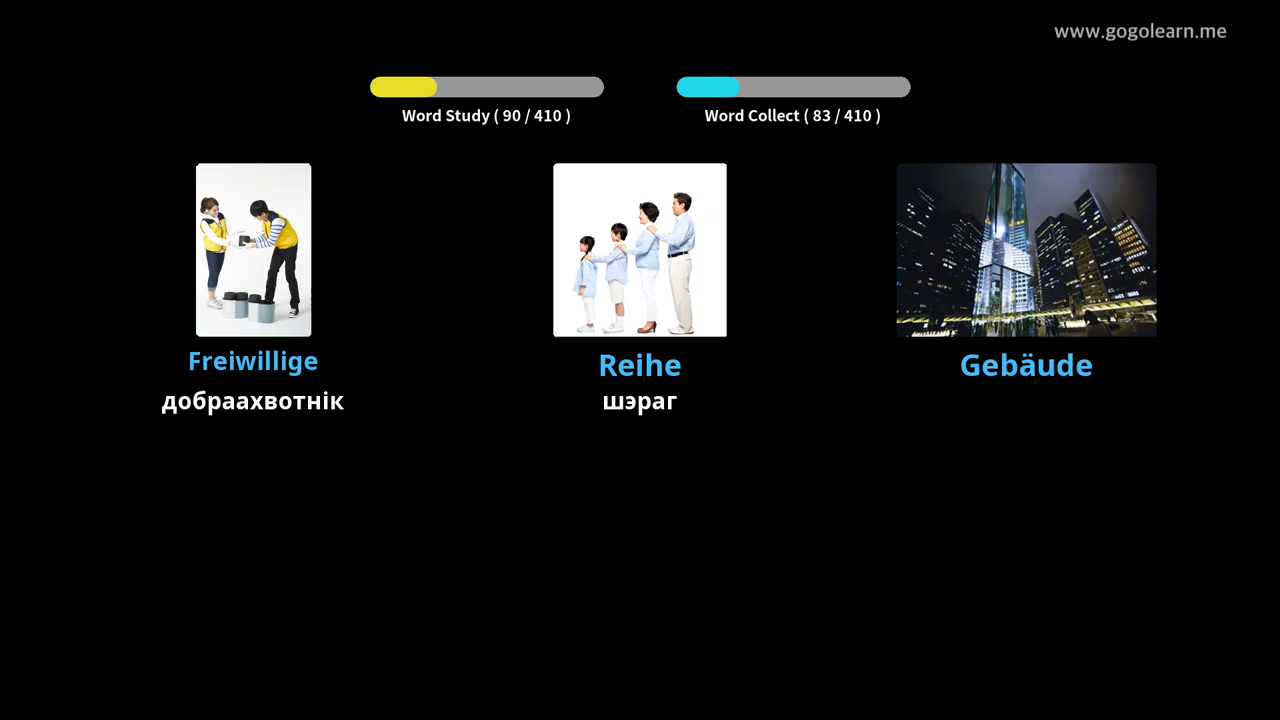 www.gogolearn.me
Word Study ( 90 / 410 )
Word Collect ( 83 / 410 )
Freiwillige
добраахвотнік
Reihe
шэраг
Gebäude